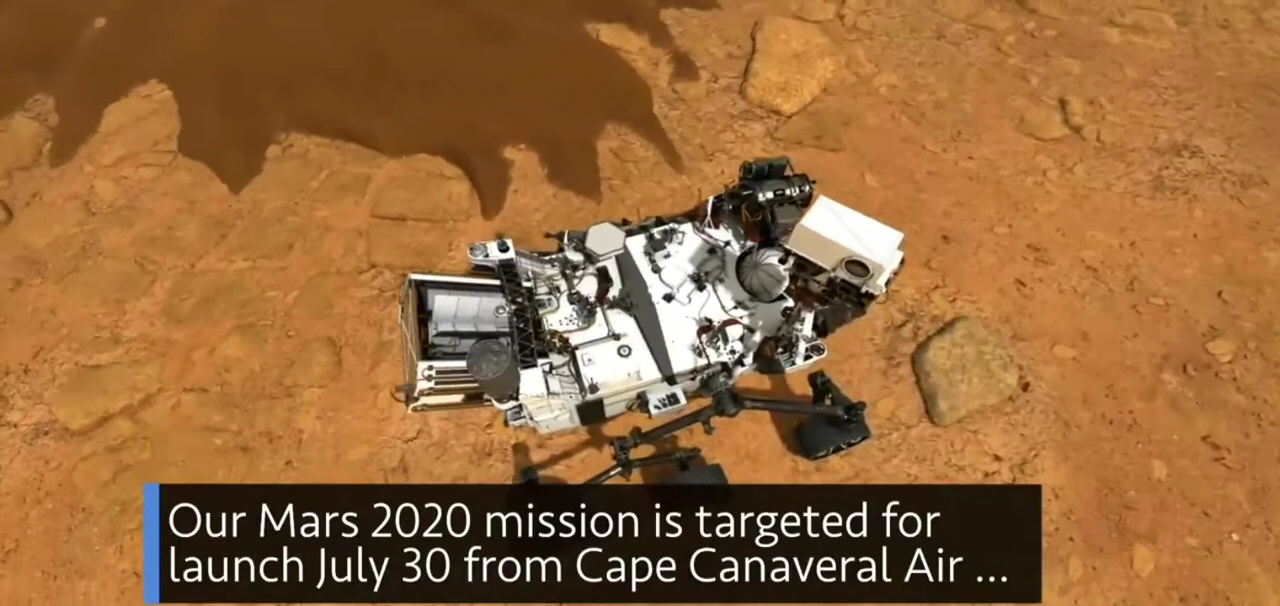 Our Mars 2020 mission is targeted for
launch July 30 from Cape Canaveral Air ...